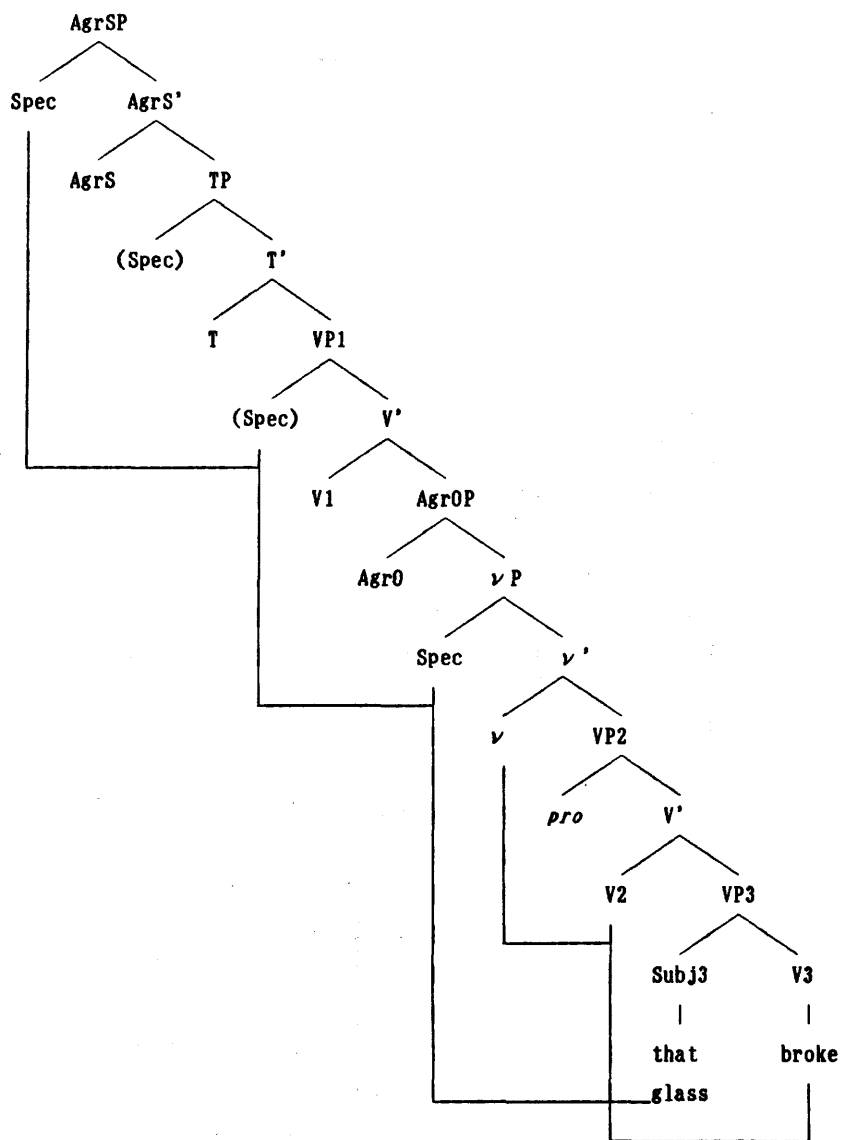 AgrSP
Spec AgrS'
AgrS TP
(Spec) T'
T VP1
(Spec) V'
V1 AgrOP
AgrO νP
Spec ν'
ν VP2
pro V'
V2 VP3
Subj3 V3
that broke
glass